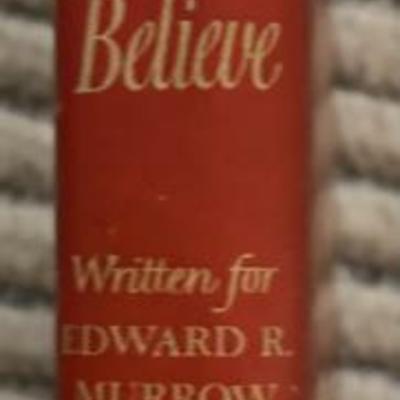 Believe
Written for
EDWARD R.
MURROW